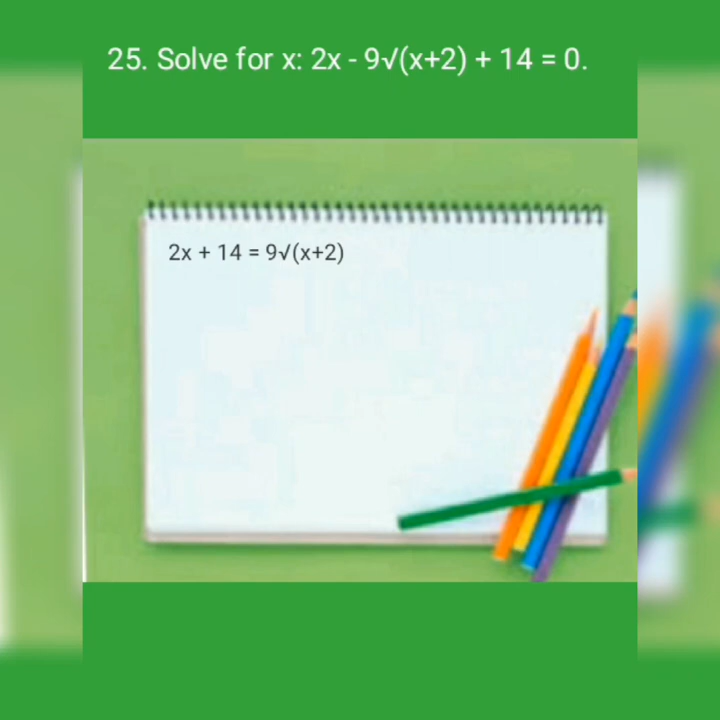 25. Solve for x: 2x - 9√(x+2) + 14 = 0.
2x + 14 = 9√(x+2)